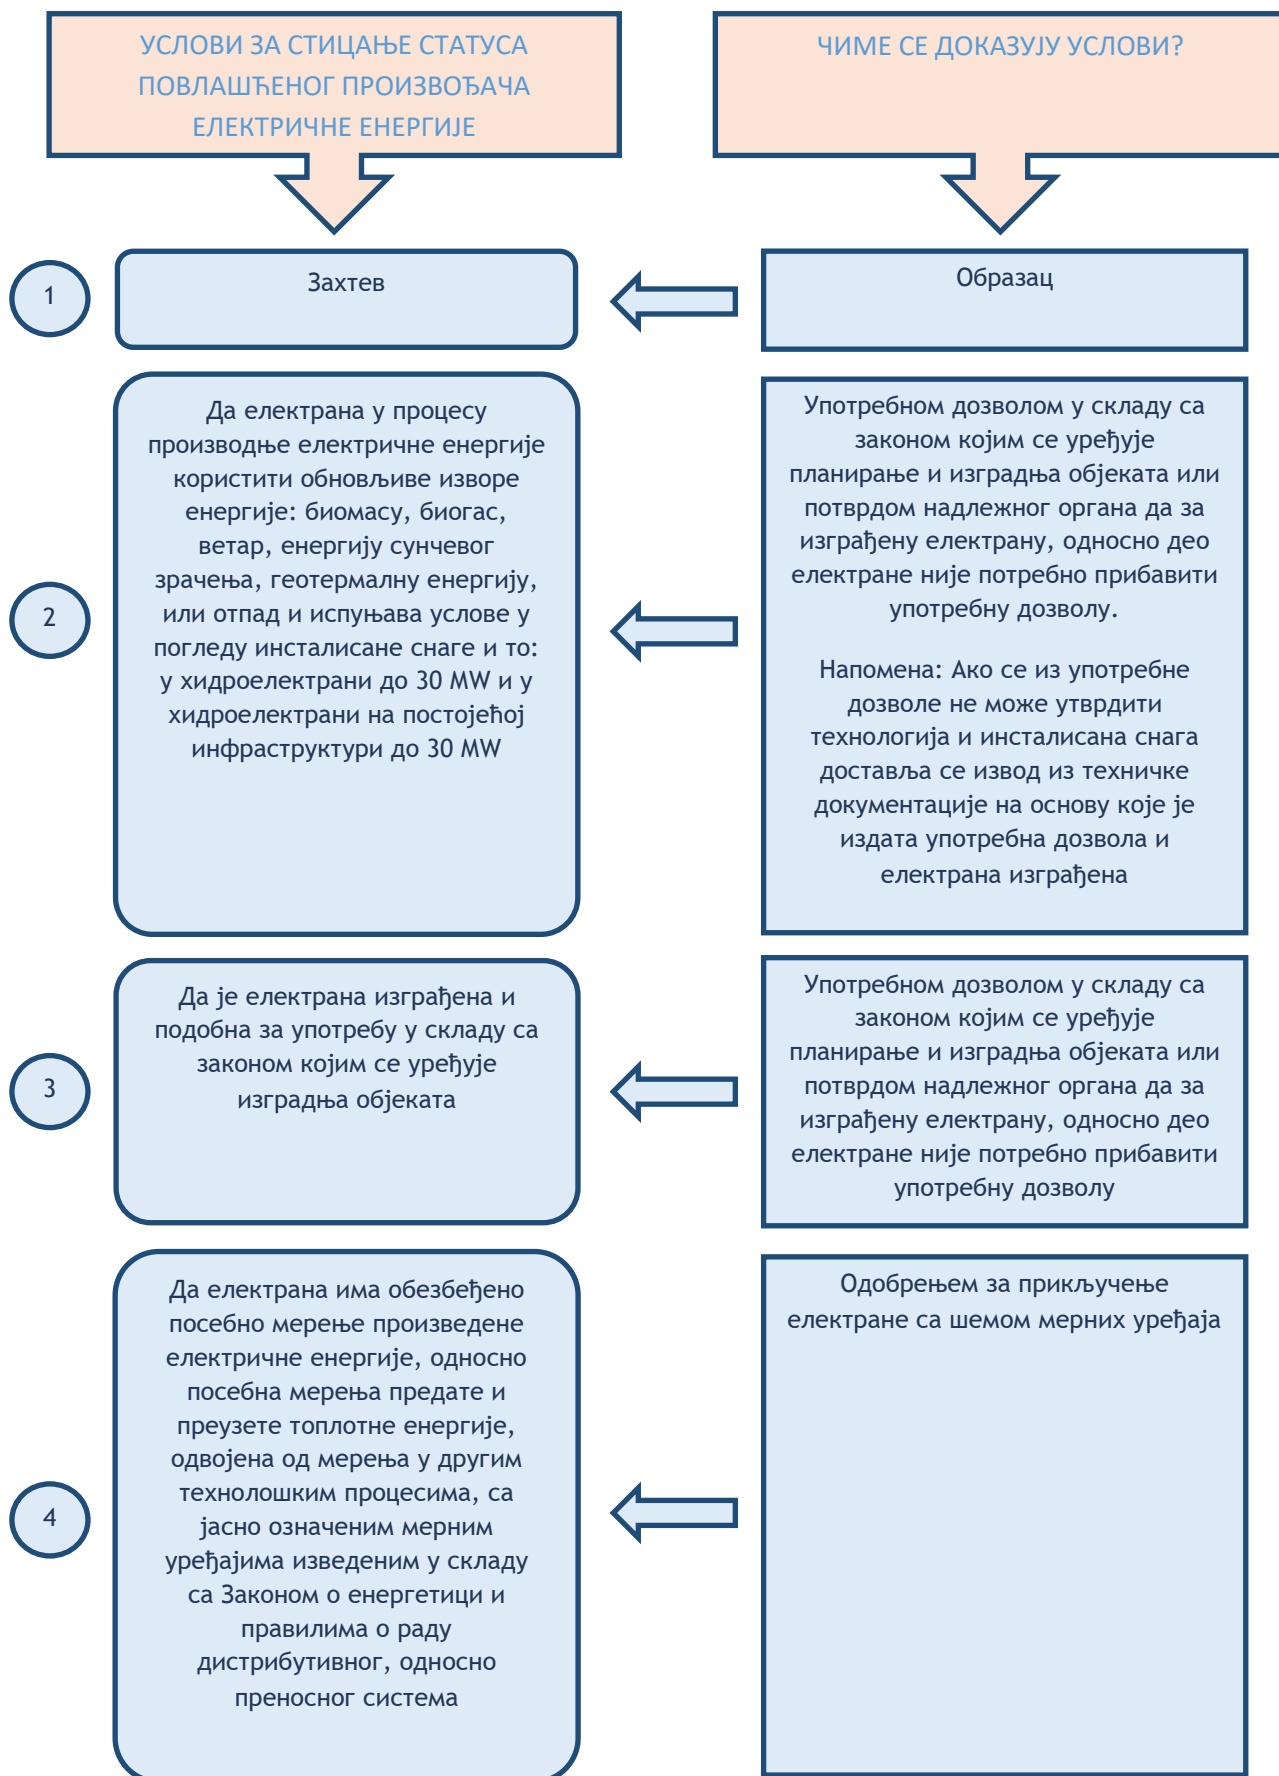 УСЛОВИ ЗА СТИЦАЊЕ СТАТУСА
ПОВЛАШЋЕНОГ ПРОИЗВОЂАЧА
ЕЛЕКТРИЧНЕ ЕНЕРГИЈЕ
ЧИМЕ СЕ ДОКАЗУЈУ УСЛОВИ?
1
Захтев
Образац
2
Да електрана у процесу
производње електричне енергије
користити обновљиве изворе
енергије: биомасу, биогас,
ветар, енергију сунчевог
зрачења, геотермалну енергију,
или отпад и испуњава услове у
погледу инсталисане снаге и то:
у хидроелектрани до 30 MW и у
хидроелектрани на постојећој
инфраструктури до 30 MW
Употребном дозволом у складу са
законом којим се уређује
планирање и изградња објеката или
потврдом надлежног органа да за
изграђену електрану, односно део
електране није потребно прибавити
употребну дозволу.
Напомена: Ако се из употребне
дозволе не може утврдити
технологија и инсталисана снага
доставља се извод из техничке
документације на основу које је
издата употребна дозвола и
електрана изграђена
3
Да је електрана изграђена и
подобна за употребу у складу са
законом којим се уређује
изградња објеката
Употребном дозволом у складу са
законом којим се уређује
планирање и изградња објеката или
потврдом надлежног органа да за
изграђену електрану, односно део
електране није потребно прибавити
употребну дозволу
4
Да електрана има обезбеђено
посебно мерење произведене
електричне енергије, односно
посебна мерења предате и
преузете топлотне енергије,
одвојена од мерења у другим
технолошким процесима, са
јасно означеним мерним
уређајима изведеним у складу
са Законом о енергетици и
правилима о раду
дистрибутивног, односно
преносног система
Одобрењем за прикључење
електране са шемом мерних уређаја